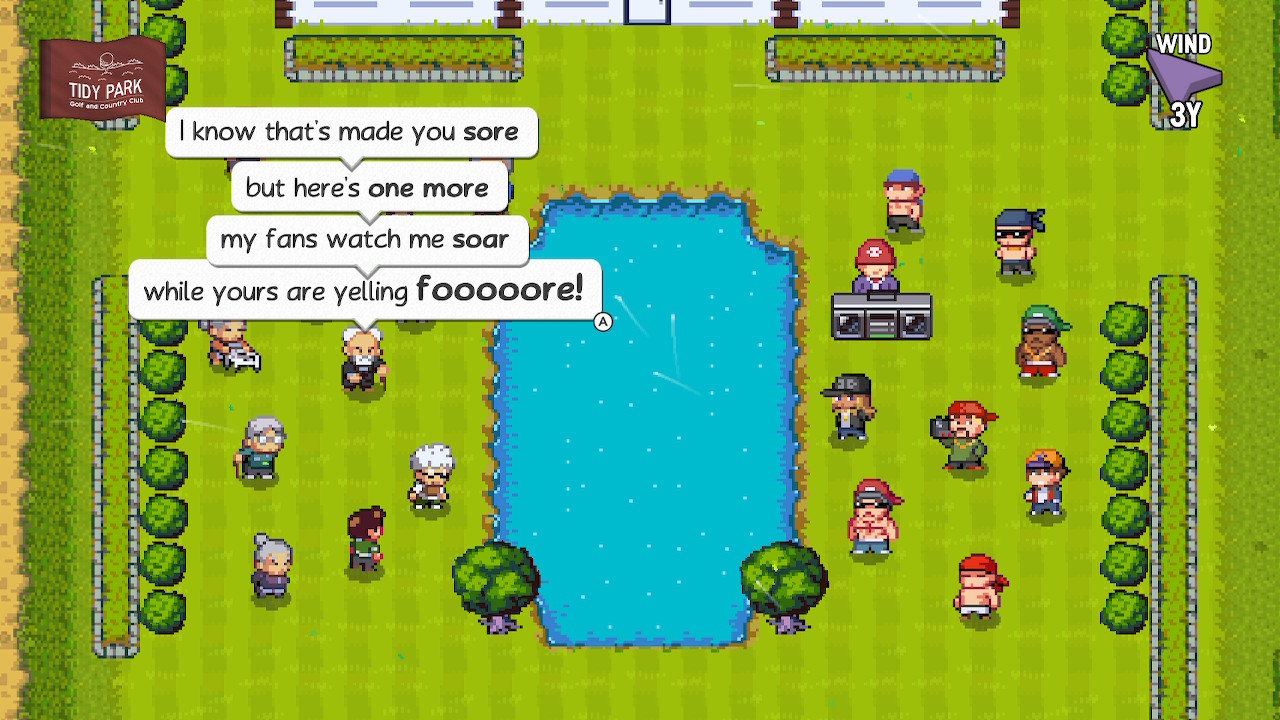 WIND
TIDY PARK
Golf and Country Club
3Y
I know that's made you sore
but here's one more
my fans watch me soar
while yours are yelling foooooore!
A